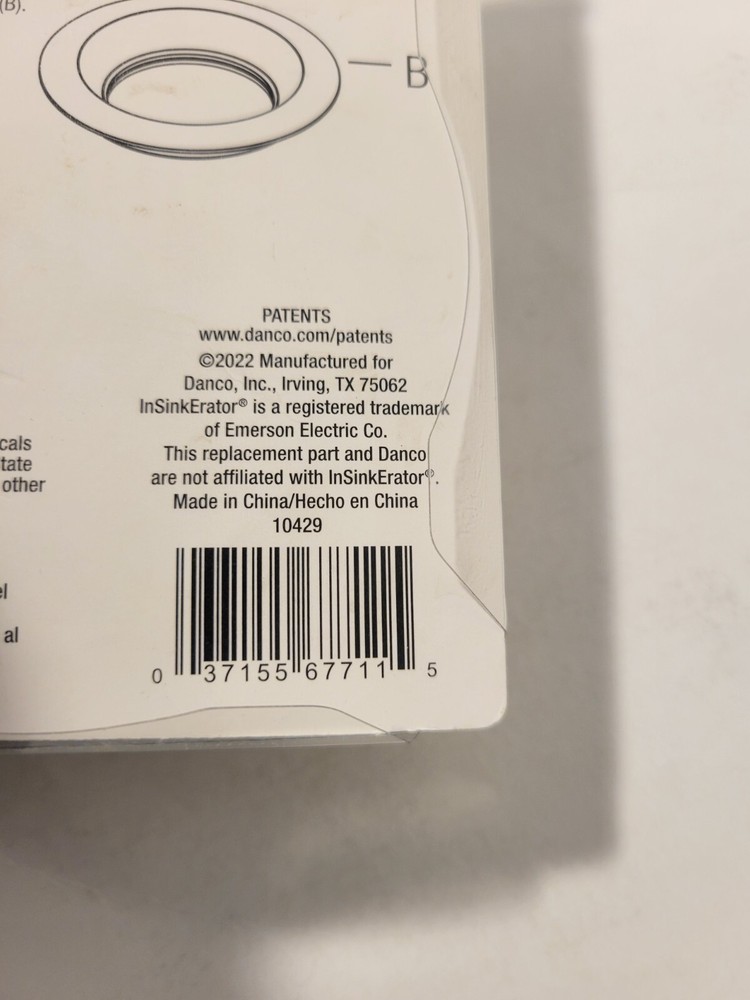 (B).
B
PATENTS
www.danco.com/patents
©2022 Manufactured for
Danco, Inc., Irving, TX 75062
InSinkErator® is a registered trademark
of Emerson Electric Co.
This replacement part and Danco
are not affiliated with InSinkErator®.
Made in China/Hecho en China
10429
cals
tate
other
el
al
0 37155 67711 5